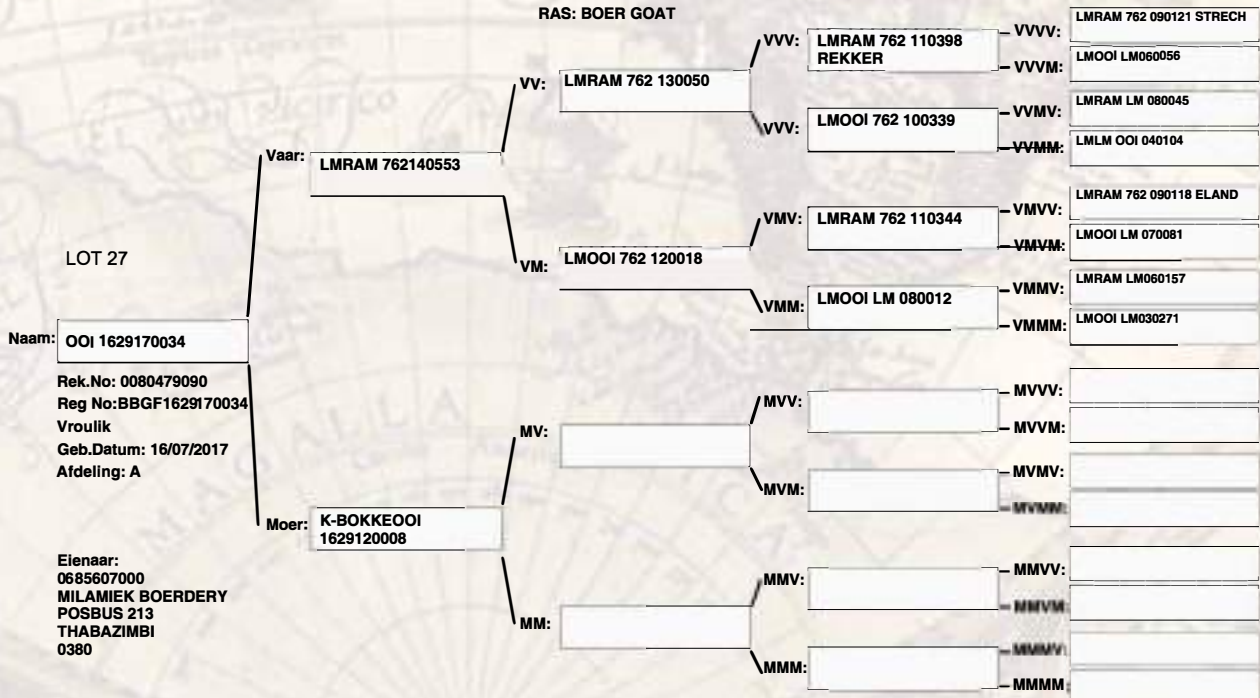 RAS: BOER GOAT
LOT 27
Naam:
OOI 1629170034
Rek.No: 0080479090
Reg No:BBGF1629170034
Vroulik
Geb.Datum: 16/07/2017
Afdeling: A
Eienaar:
0685607000
MILAMIEK BOERDERY
POSBUS 213
THABAZIMBI
0380
Vaar:
LMRAM 762140553
Moer:
K-BOKKEOOI
1629120008
VV:
LMRAM 762 130050
VM:
LMOOI 762 120018
MV:
MM:
VVV:
LMRAM 762 110398
REKKER
VVV:
LMOOI 762 100339
VMV:
LMRAM 762 110344
VMM:
LMOOI LM 080012
MVV:
MVM:
MMV:
MMM:
VVVV:
LMRAM 762 090121 STRECH
VVVM:
LMOOI LM060056
VVMV:
LMRAM LM 080045
VVMM:
LMLM OOI 040104
VMVV:
LMRAM 762 090118 ELAND
VMVM:
LMOOI LM 070081
VMMV:
LMRAM LM060157
VMMM:
LMOOI LM030271
MVVV:
MVVM:
MVMV:
MVMM:
MMVV:
MMVM:
MMMV:
MMMM: